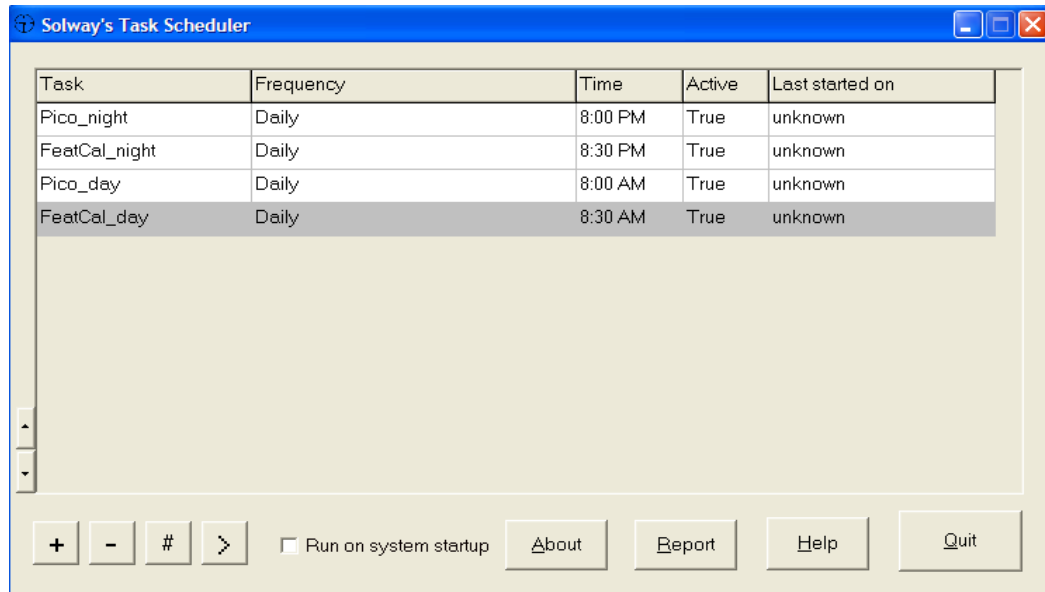 Solway's Task Scheduler
Task Frequency Time Active Last started on
Pico_night Daily 8:00 PM True unknown
FeatCal_night Daily 8:30 PM True unknown
Pico_day Daily 8:00 AM True unknown
FeatCal_day Daily 8:30 AM True unknown
+ - # > Run on system startup About Report Help Quit